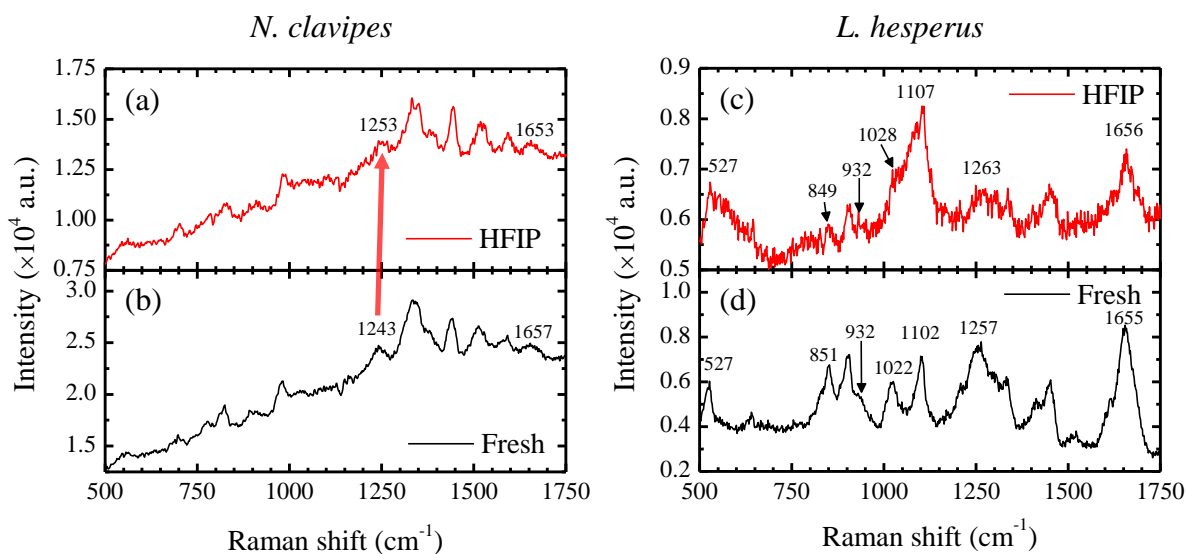 N. clavipes
L. hesperus
Intensity (×10⁴ a.u.)
(a)
1.75
1.50
1.25
1.00
0.75
1253
1653
HFIP
(b)
3.0
2.5
2.0
1.5
1243
1657
Fresh
500 750 1000 1250 1500 1750
Raman shift (cm⁻¹)
Intensity (×10⁴ a.u.)
(c)
0.9
0.8
0.7
0.6
0.5
1107
HFIP
1028
1656
527
932
1263
849
(d)
1.0
0.8
0.6
0.4
0.2
Fresh
1655
932
1102
1257
527
851
1022
500 750 1000 1250 1500 1750
Raman shift (cm⁻¹)